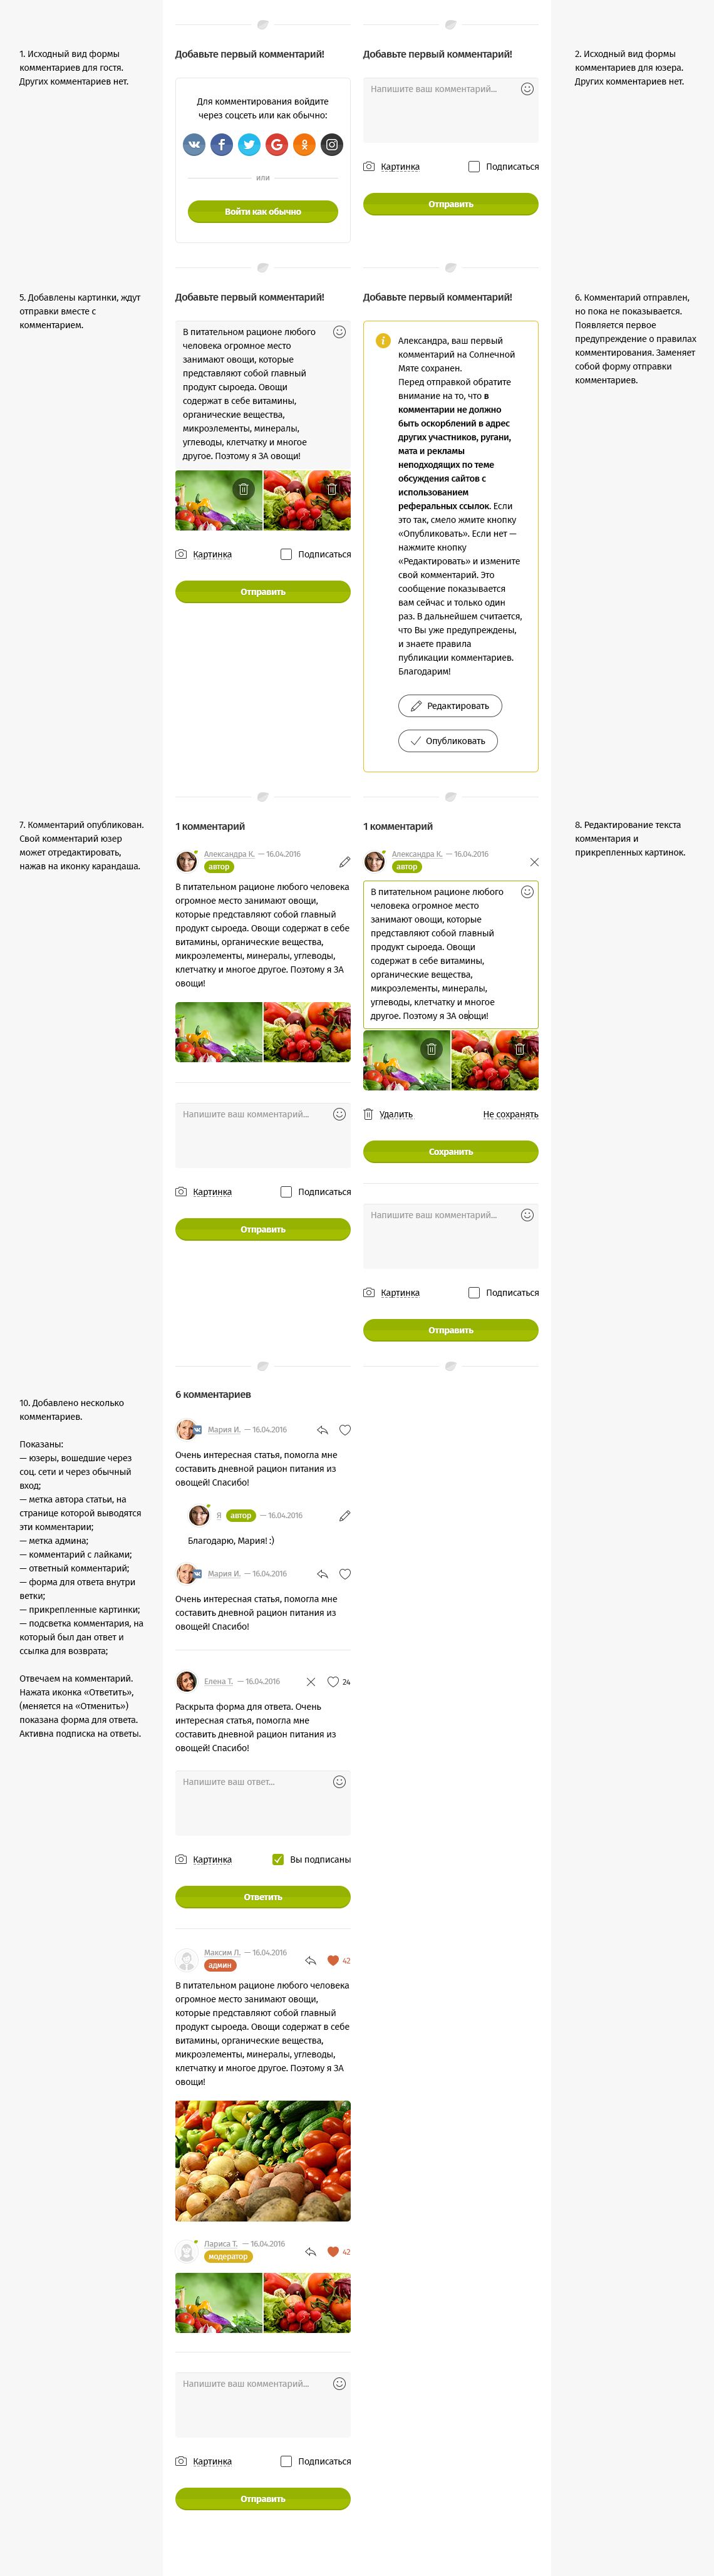 1. Исходный вид формы
комментариев для гостя.
Других комментариев нет.
Добавьте первый комментарий!
Для комментирования войдите
через соцсеть или как обычно:
или
Войти как обычно
Добавьте первый комментарий!
Напишите ваш комментарий...
Картинка
Подписаться
Отправить
2. Исходный вид формы
комментариев для юзера.
Других комментариев нет.
5. Добавлены картинки, ждут
отправки вместе с
комментарием.
Добавьте первый комментарий!
В питательном рационе любого
человека огромное место
занимают овощи, которые
представляют собой главный
продукт сыроеда. Овощи
содержат в себе витамины,
органические вещества,
микроэлементы, минералы,
углеводы, клетчатку и многое
другое. Поэтому я ЗА овощи!
Картинка
Подписаться
Отправить
Добавьте первый комментарий!
Александра, ваш первый
комментарий на Солнечной
Мяте сохранен.
Перед отправкой обратите
внимание на то, что в
комментарии не должно
быть оскорблений в адрес
других участников, ругани,
мата и рекламы
неподходящих по теме
обсуждения сайтов с
использованием
реферальных ссылок. Если
это так, смело жмите кнопку
«Опубликовать». Если нет —
нажмите кнопку
«Редактировать» и измените
свой комментарий. Это
сообщение показывается
вам сейчас и только один
раз. В дальнейшем считается,
что Вы уже предупреждены,
и знаете правила
публикации комментариев.
Благодарим!
Редактировать
Опубликовать
6. Комментарий отправлен,
но пока не показывается.
Появляется первое
предупреждение о правилах
комментирования. Заменяет
собой форму отправки
комментариев.
7. Комментарий опубликован.
Свой комментарий юзер
может отредактировать,
нажав на иконку карандаша.
1 комментарий
Александра К. — 16.04.2016
автор
В питательном рационе любого человека
огромное место занимают овощи,
которые представляют собой главный
продукт сыроеда. Овощи содержат в себе
витамины, органические вещества,
микроэлементы, минералы, углеводы,
клетчатку и многое другое. Поэтому я ЗА
овощи!
Напишите ваш комментарий...
Картинка
Подписаться
Отправить
1 комментарий
Александра К. — 16.04.2016
автор
В питательном рационе любого
человека огромное место
занимают овощи, которые
представляют собой главный
продукт сыроеда. Овощи
содержат в себе витамины,
органические вещества,
микроэлементы, минералы,
углеводы, клетчатку и многое
другое. Поэтому я ЗА овощи!
Удалить
Не сохранять
Сохранить
Напишите ваш комментарий...
Картинка
Подписаться
Отправить
8. Редактирование текста
комментария и
прикрепленных картинок.
10. Добавлено несколько
комментариев.
Показаны:
— юзеры, вошедшие через
соц. сети и через обычный
вход;
— метка автора статьи, на
странице которой выводятся
эти комментарии;
— метка админа;
— комментарий с лайками;
— ответный комментарий;
— форма для ответа внутри
ветки;
— прикрепленные картинки;
— подсветка комментария, на
который был дан ответ и
ссылка для возврата;
Отвечаем на комментарий.
Нажата иконка «Ответить»,
(меняется на «Отменить»)
показана форма для ответа.
Активна подписка на ответы.
6 комментариев
Мария И. — 16.04.2016
Очень интересная статья, помогла мне
составить дневной рацион питания из
овощей! Спасибо!
Я автор — 16.04.2016
Благодарю, Мария! :)
Мария И. — 16.04.2016
Очень интересная статья, помогла мне
составить дневной рацион питания из
овощей! Спасибо!
Елена Т. — 16.04.2016
24
Раскрыта форма для ответа. Очень
интересная статья, помогла мне
составить дневной рацион питания из
овощей! Спасибо!
Напишите ваш ответ...
Картинка
Вы подписаны
Ответить
Максим Л. — 16.04.2016
админ
42
В питательном рационе любого человека
огромное место занимают овощи,
которые представляют собой главный
продукт сыроеда. Овощи содержат в себе
витамины, органические вещества,
микроэлементы, минералы, углеводы,
клетчатку и многое другое. Поэтому я ЗА
овощи!
Лариса Т. — 16.04.2016
модератор
42
Напишите ваш комментарий...
Картинка
Подписаться
Отправить